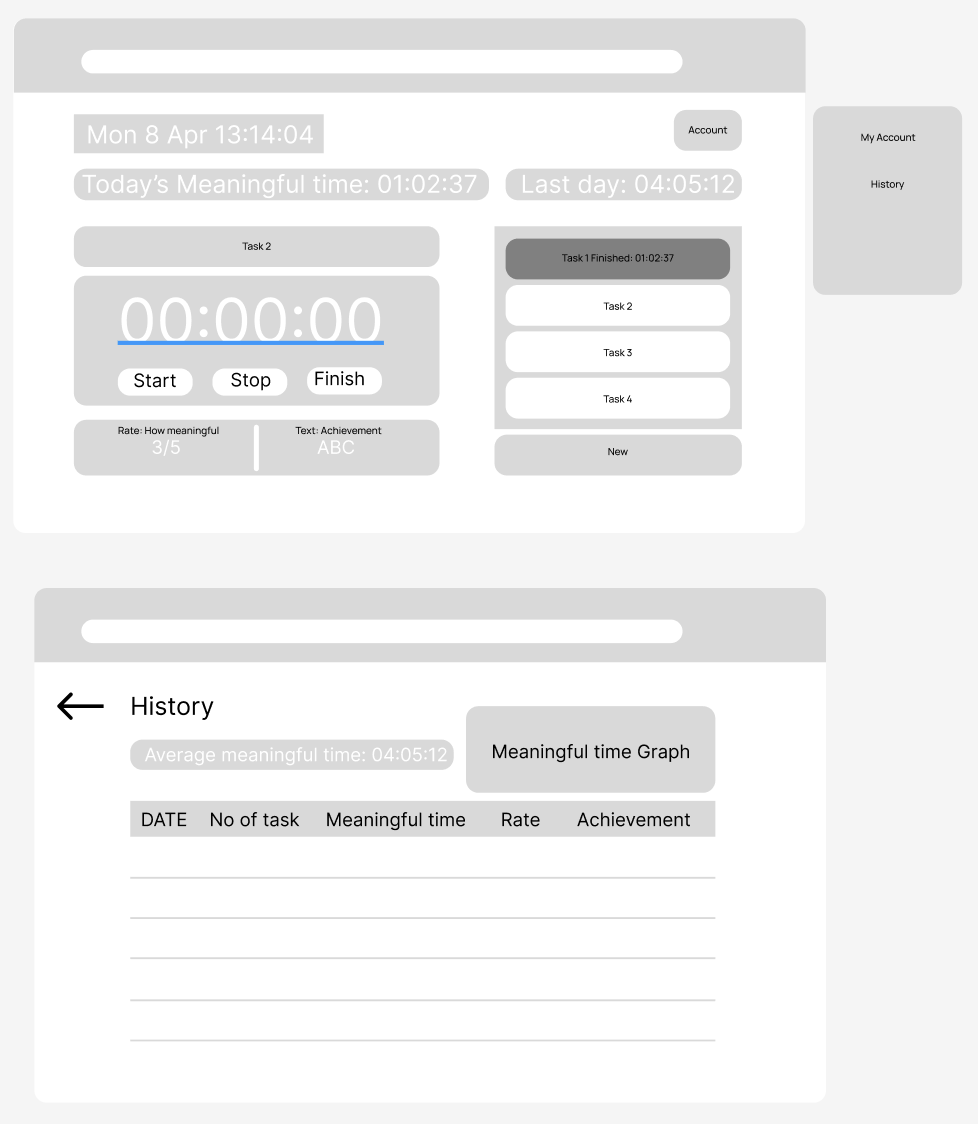 Mon 8 Apr 13:14:04
Account
My Account
History
Today's Meaningful time: 01:02:37
Last day: 04:05:12
Task 2
Task 1 Finished: 01:02:37
00:00:00
Task 2
Task 3
Task 4
Start
Stop
Finish
Rate: How meaningful
3/5
Text: Achievement
ABC
New
History
Average meaningful time: 04:05:12
Meaningful time Graph
DATE No of task Meaningful time Rate Achievement